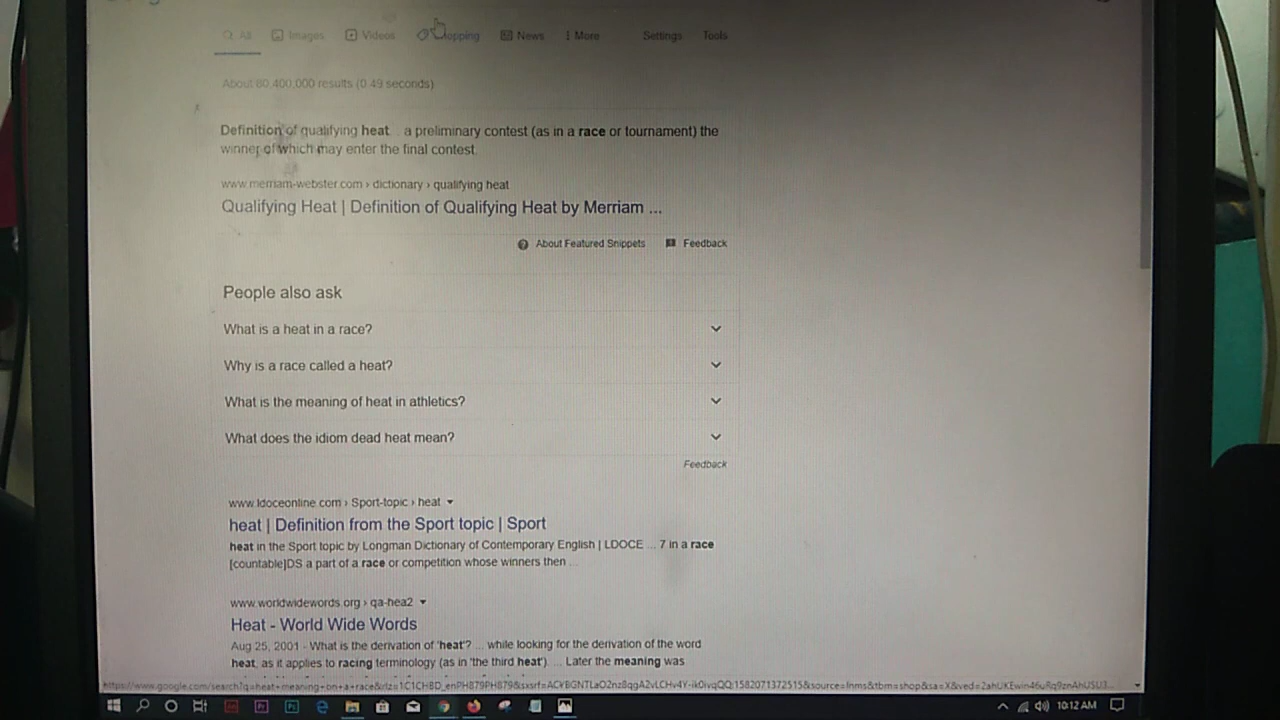 All Images Videos Shopping News More Settings Tools
About 80,400,000 results (0.49 seconds)
Definition of qualifying heat . a preliminary contest (as in a race or tournament) the
winner of which may enter the final contest.
www.merriam-webster.com › dictionary › qualifying heat
Qualifying Heat | Definition of Qualifying Heat by Merriam ...
About Featured Snippets Feedback
People also ask
What is a heat in a race?
Why is a race called a heat?
What is the meaning of heat in athletics?
What does the idiom dead heat mean?
Feedback
www.ldoceonline.com › Sport-topic › heat
heat | Definition from the Sport topic | Sport
heat in the Sport topic by Longman Dictionary of Contemporary English | LDOCE ... 7 in a race
[countable]DS a part of a race or competition whose winners then ...
www.worldwidewords.org › qa-hea2
Heat - World Wide Words
Aug 25, 2001 - What is the derivation of 'heat'? ... while looking for the derivation of the word
heat, as it applies to racing terminology (as in 'the third heat'). ... Later the meaning was
10:12 AM